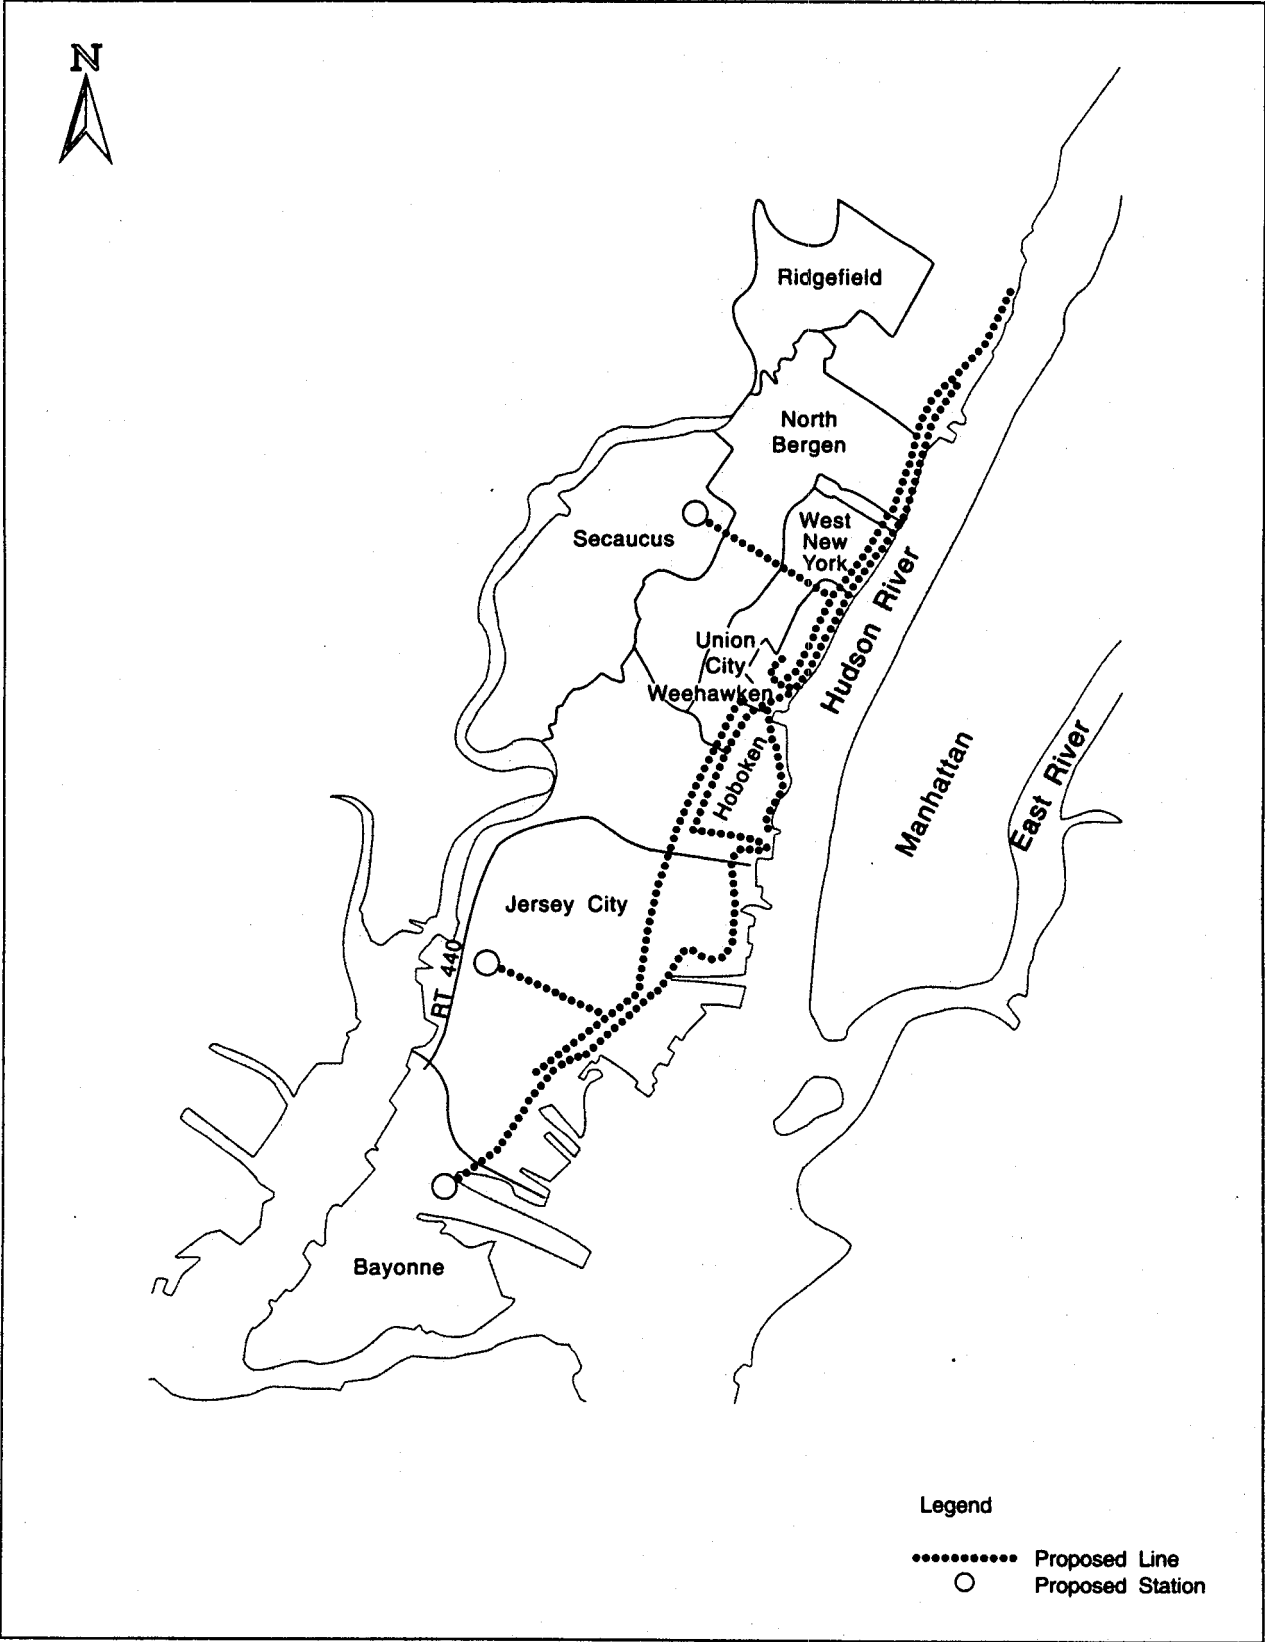 N
Ridgefield
North
Bergen
West
New
York
Secaucus
Hudson River
Union
City
Weehawken
Hoboken
Manhattan
East River
Jersey City
RT 440
Bayonne
Legend
Proposed Line
Proposed Station